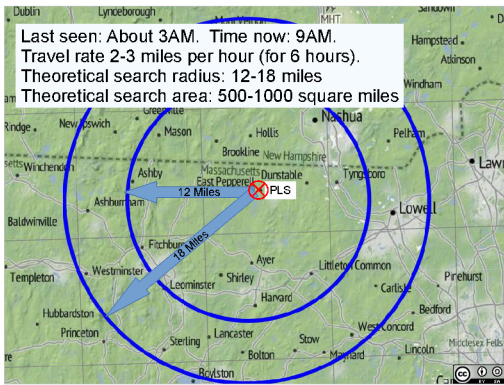 Dublin
Lyndeborough
MHT
Sandown
Last seen: About 3AM. Time now: 9AM.
Travel rate 2-3 miles per hour (for 6 hours).
Theoretical search radius: 12-18 miles
Theoretical search area: 500-1000 square miles
Hampstead
Atkinson
Windham
Greenville
Nashua
Rindge
New Ipswich
Mason
Hollis
Pelham
Brookline
New Hampshire
Massachusetts
setts
Winchendon
Ashby
East Pepperell
Dunstable
Tyngsboro
Law
12 Miles
PLS
Ashburnham
Lowell
Baldwinville
Fitchburg
18 Miles
Ayer
Littleton Common
Templeton
Westminster
Shirley
Pinehurst
Leominster
Carlisle
Harvard
Hubbardston
Bedford
Princeton
Lancaster
West Concord
Sterling
Stow
Middlesex Fells
Bolton
Maynard
Lincoln
Boylston
cc